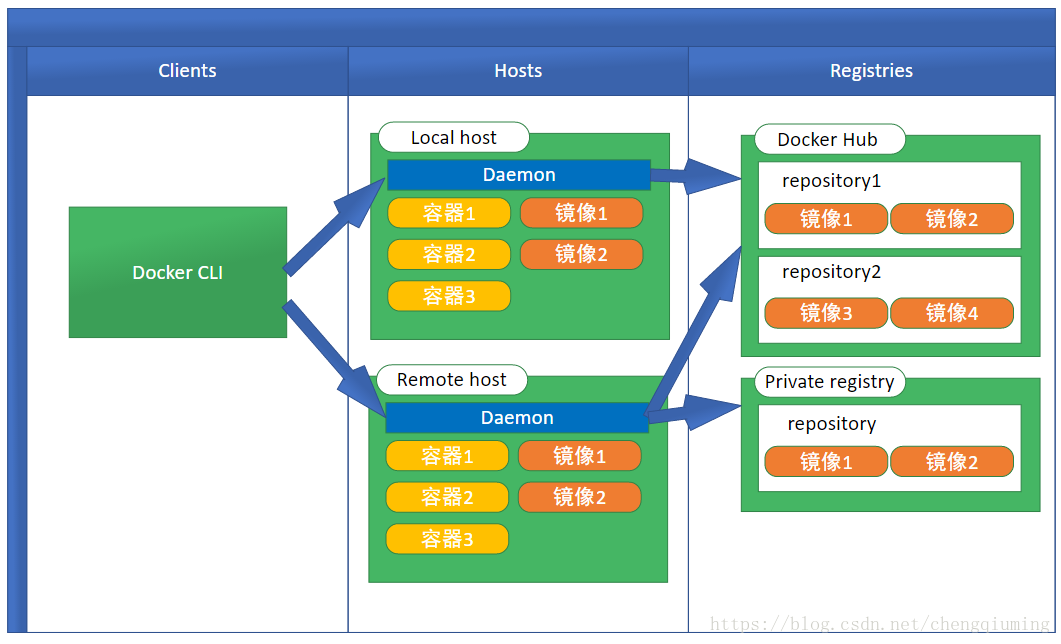 Clients
Hosts
Registries
Docker CLI
Local host
Daemon
容器1
镜像1
容器2
镜像2
容器3
Remote host
Daemon
容器1
镜像1
容器2
镜像2
容器3
Docker Hub
repository1
镜像1
镜像2
repository2
镜像3
镜像4
Private registry
repository
镜像1
镜像2
https://blog.csdn.net/chengqiuming